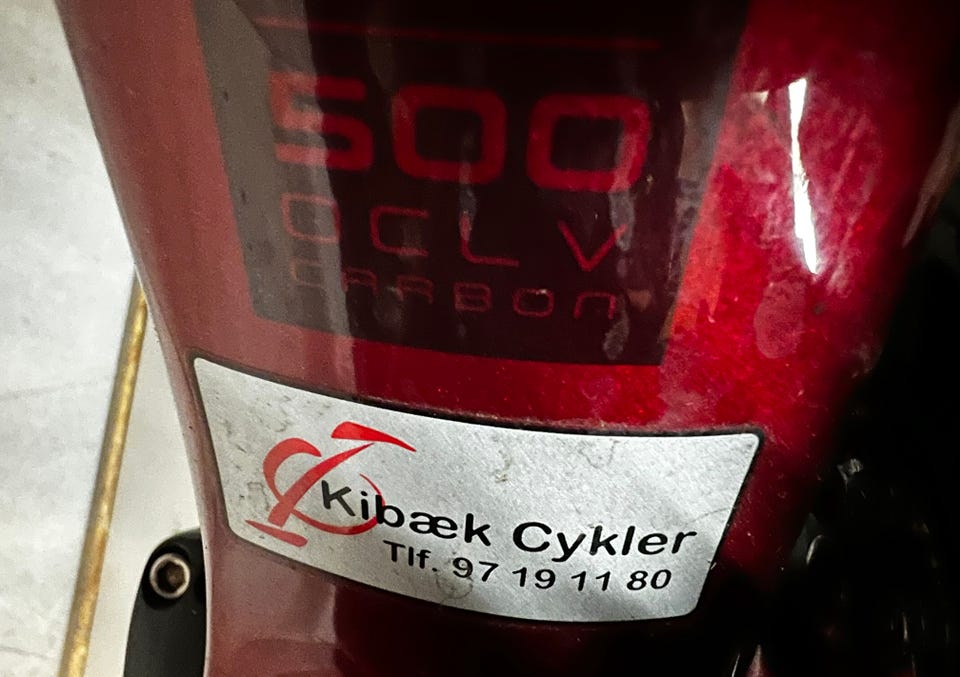 500
OCLV
CARBON
Kibæk Cykler
Tlf. 97 19 11 80